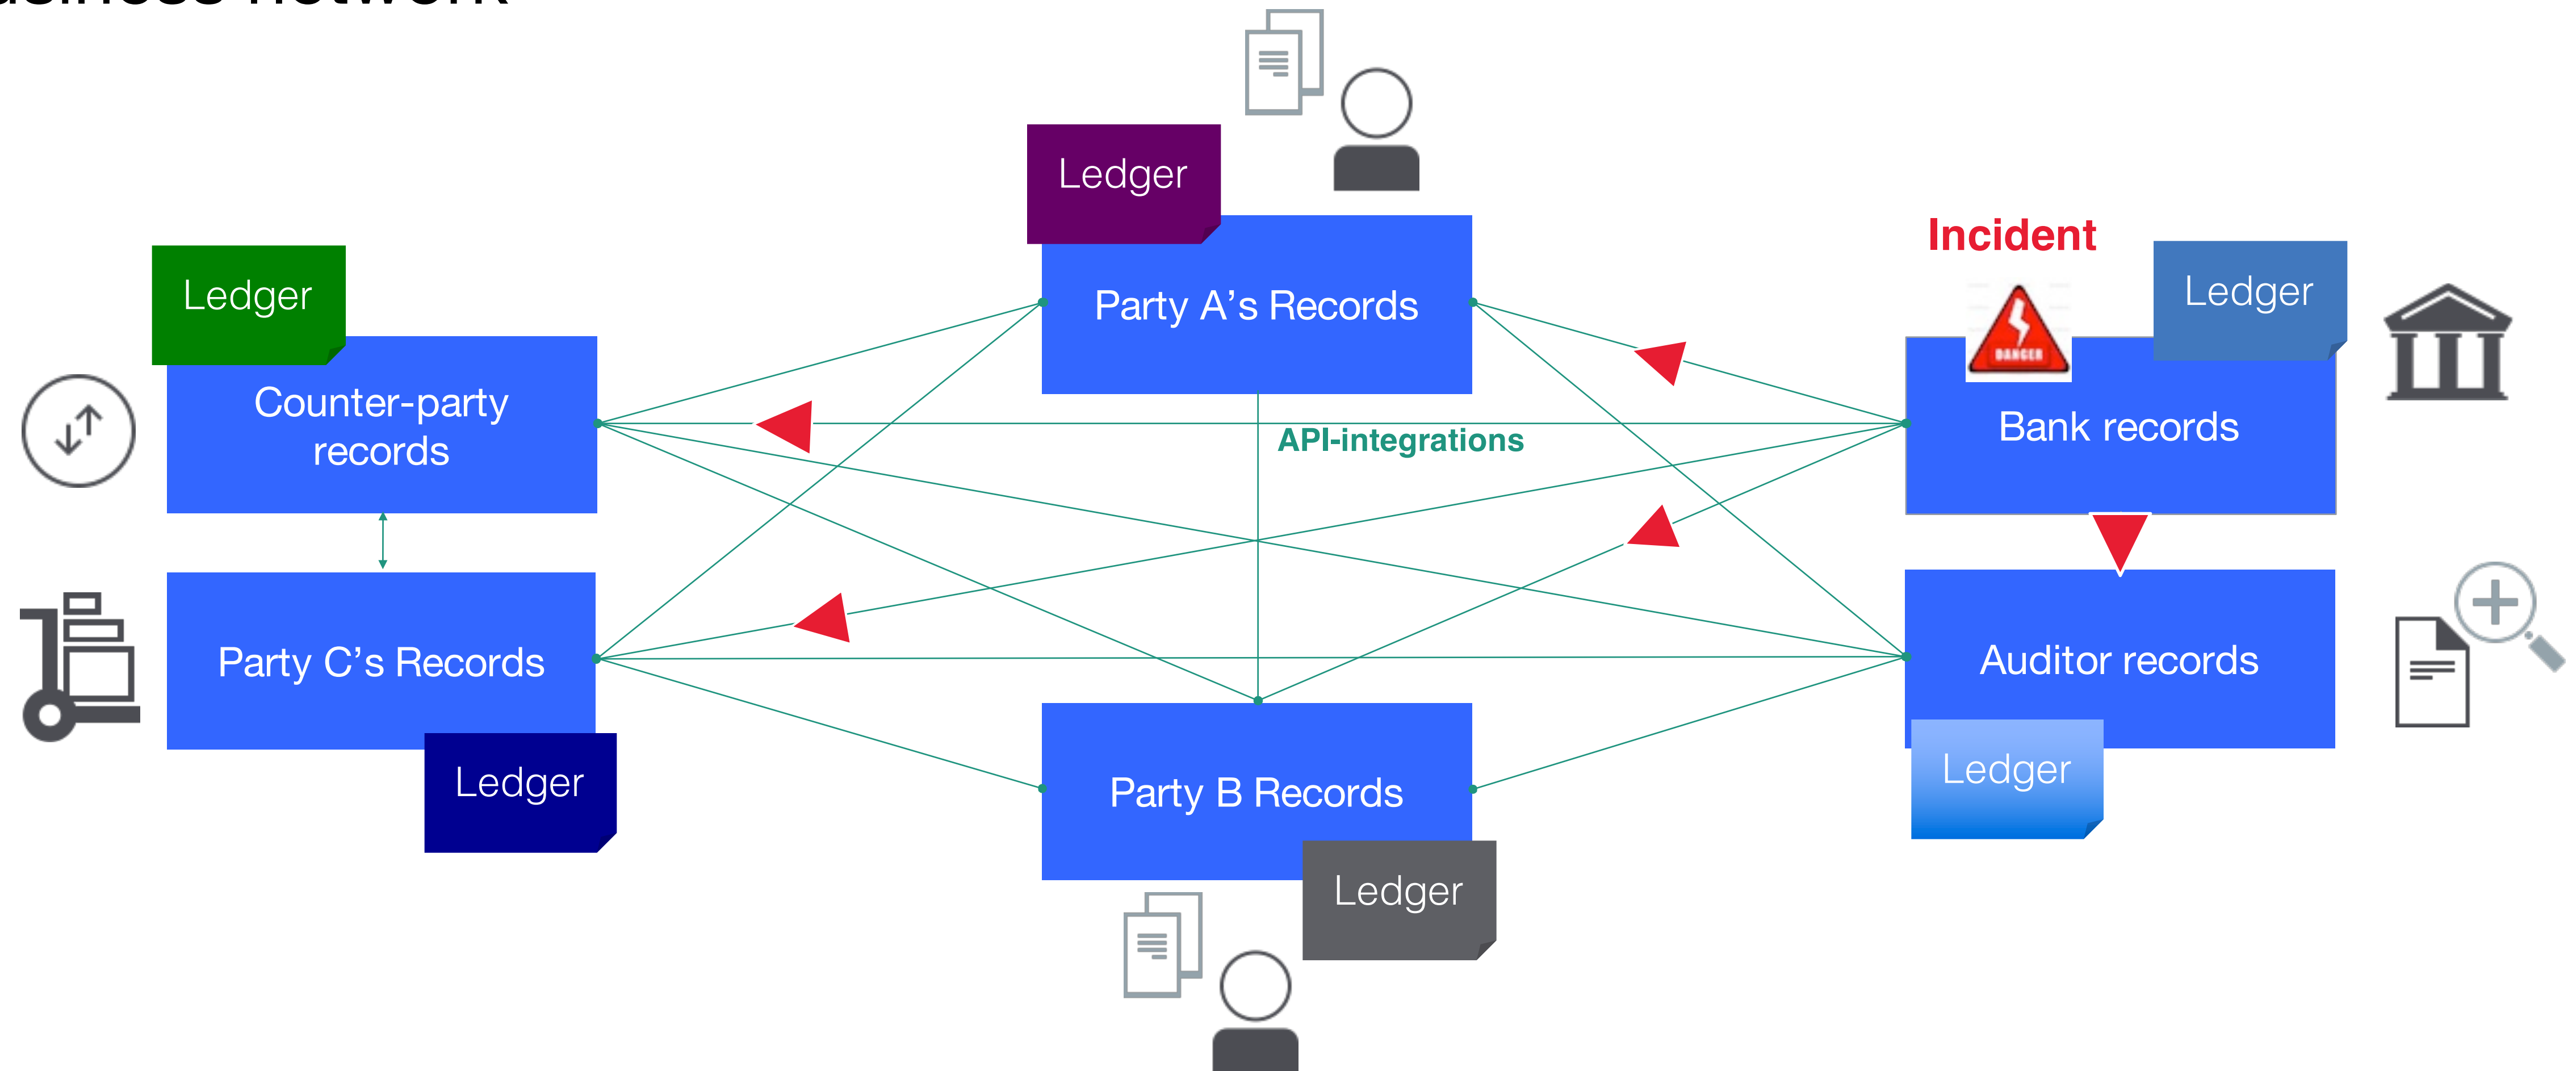 network
Ledger
Incident
Ledger
Ledger
Party A's Records
DANGER
Counter-party
records
Bank records
API-integrations
Party C's Records
Auditor records
Ledger
Party B Records
Ledger
Ledger